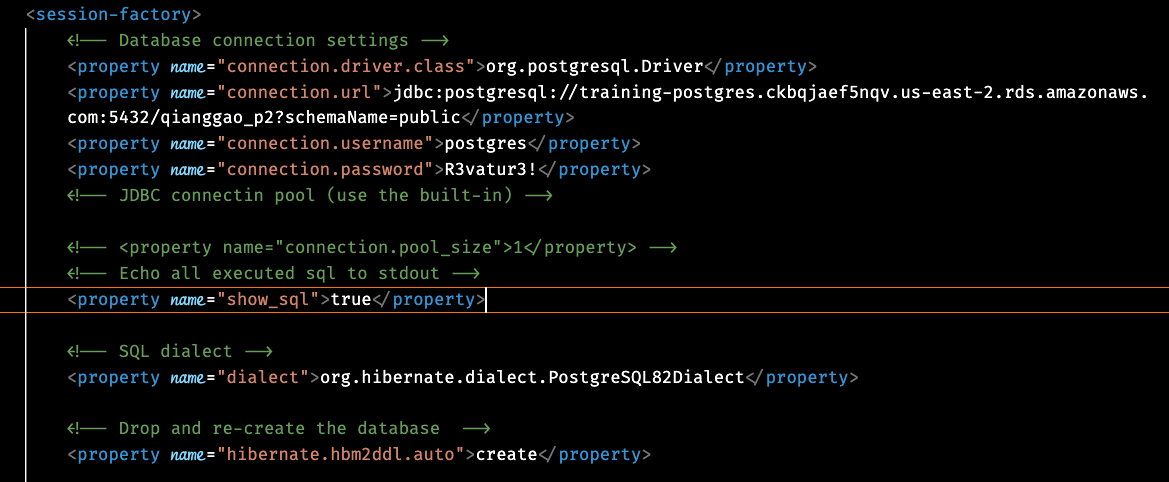 <session-factory>
<!-- Database connection settings -->
<property name="connection.driver.class">org.postgresql.Driver</property>
<property name="connection.url">jdbc:postgresql://training-postgres.ckbqjaef5nqv.us-east-2.rds.amazonaws.
com:5432/qianggao_p2?schemaName=public</property>
<property name="connection.username">postgres</property>
<property name="connection.password">R3vatur3!</property>
<!-- JDBC connectin pool (use the built-in) -->
<!-- <property name="connection.pool_size">1</property> -->
<!-- Echo all executed sql to stdout -->
<property name="show_sql">true</property>
<!-- SQL dialect -->
<property name="dialect">org.hibernate.dialect.PostgreSQL82Dialect</property>
<!-- Drop and re-create the database  -->
<property name="hibernate.hbm2ddl.auto">create</property>